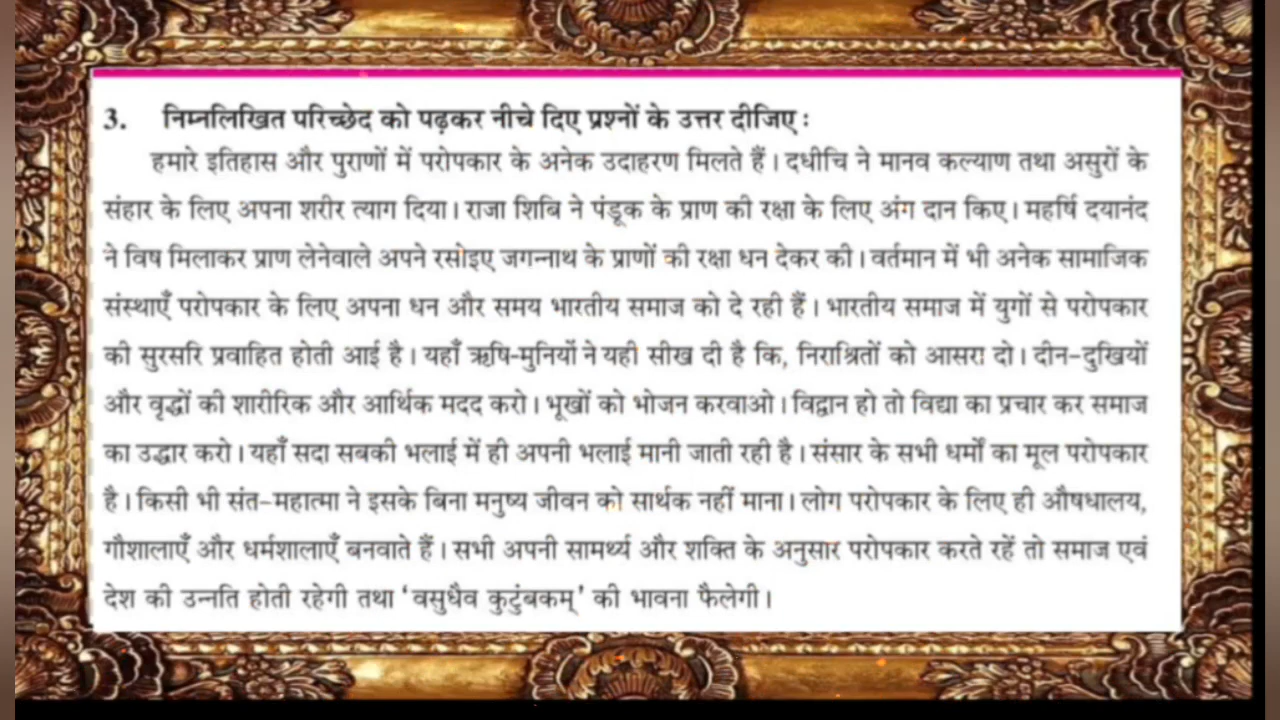 3. निम्नलिखित परिच्छेद को पढ़कर नीचे दिए प्रश्नों के उत्तर दीजिए :
हमारे इतिहास और पुराणों में परोपकार के अनेक उदाहरण मिलते हैं। दधीचि ने मानव कल्याण तथा असुरों के
संहार के लिए अपना शरीर त्याग दिया। राजा शिबि ने पंडूक के प्राण की रक्षा के लिए अंग दान किए। महर्षि दयानंद
ने विष मिलाकर प्राण लेनेवाले अपने रसोइए जगन्नाथ के प्राणों की रक्षा धन देकर की। वर्तमान में भी अनेक सामाजिक
संस्थाएँ परोपकार के लिए अपना धन और समय भारतीय समाज को दे रही हैं। भारतीय समाज में युगों से परोपकार
की सुरसरि प्रवाहित होती आई है। यहाँ ऋषि-मुनियों ने यही सीख दी है कि, निराश्रितों को आसरा दो। दीन-दुखियों
और वृद्धों की शारीरिक और आर्थिक मदद करो। भूखों को भोजन करवाओ। विद्वान हो तो विद्या का प्रचार कर समाज
का उद्धार करो। यहाँ सदा सबकी भलाई में ही अपनी भलाई मानी जाती रही है। संसार के सभी धर्मों का मूल परोपकार
है। किसी भी संत-महात्मा ने इसके बिना मनुष्य जीवन को सार्थक नहीं माना। लोग परोपकार के लिए ही औषधालय,
गौशालाएँ और धर्मशालाएँ बनवाते हैं। सभी अपनी सामर्थ्य और शक्ति के अनुसार परोपकार करते रहें तो समाज एवं
देश की उन्नति होती रहेगी तथा ‘वसुधैव कुटुंबकम्’ की भावना फैलेगी।